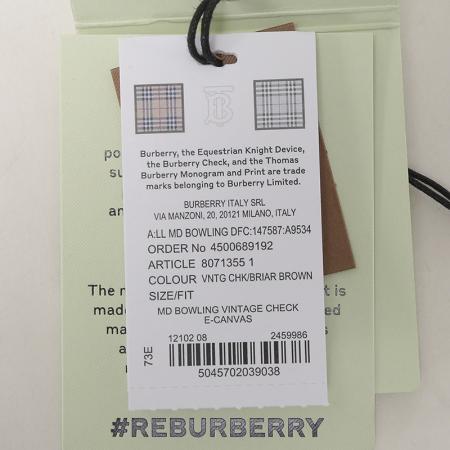 Burberry, the Equestrian Knight Device,
the Burberry Check, and the Thomas
Burberry Monogram and Print are trade
marks belonging to Burberry Limited.
BURBERRY ITALY SRL
VIA MANZONI, 20, 20121 MILANO, ITALY
A:LL MD BOWLING DFC:147587:A9534
ORDER No 4500689192
ARTICLE 8071355 1
COLOUR VNTG CHK/BRIAR BROWN
SIZE/FIT
MD BOWLING VINTAGE CHECK
E-CANVAS
73E
12102 08 2459986
5045702039038
The
is
#REBURBERRY